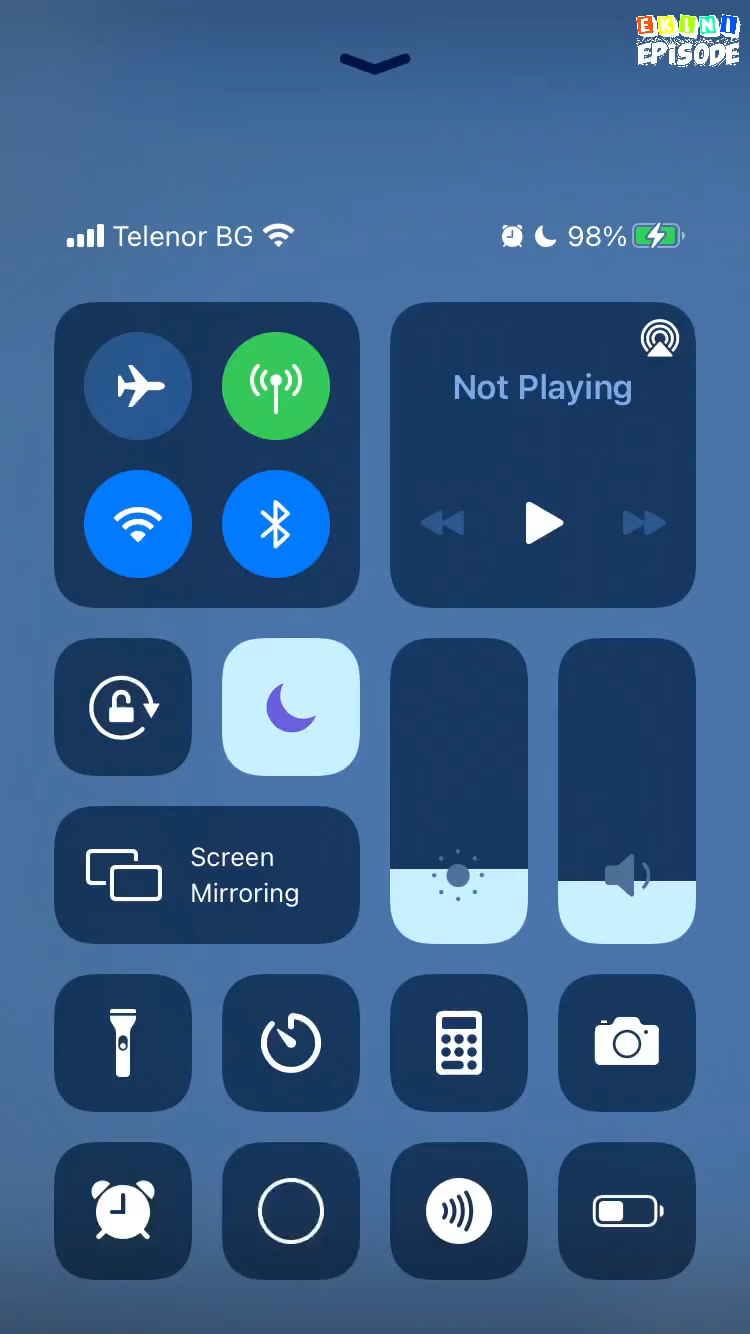 EKINI
EPISODE
Telenor BG
98%
Not Playing
Screen
Mirroring